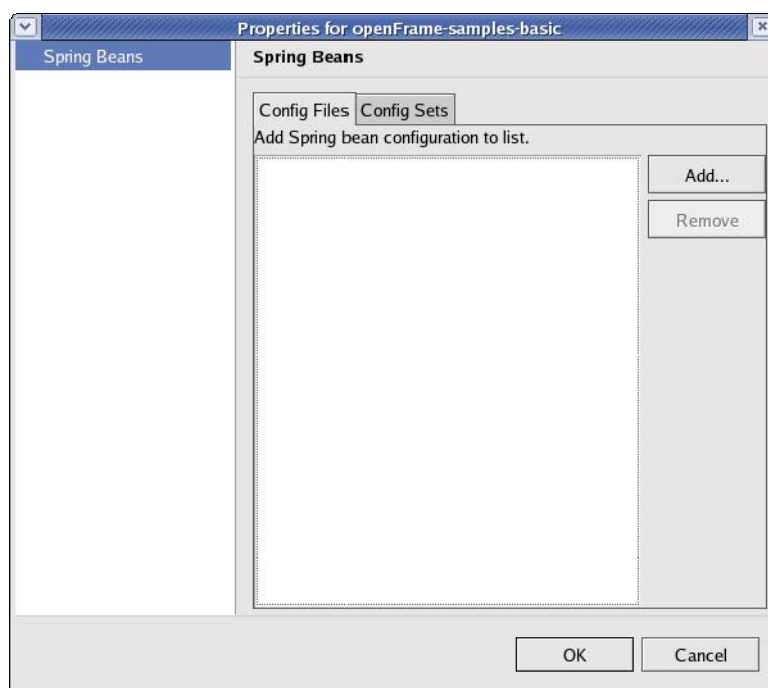 Properties for openFrame-samples-basic
Spring Beans
Spring Beans
Config Files
Config Sets
Add Spring bean configuration to list.
Add...
Remove
OK
Cancel